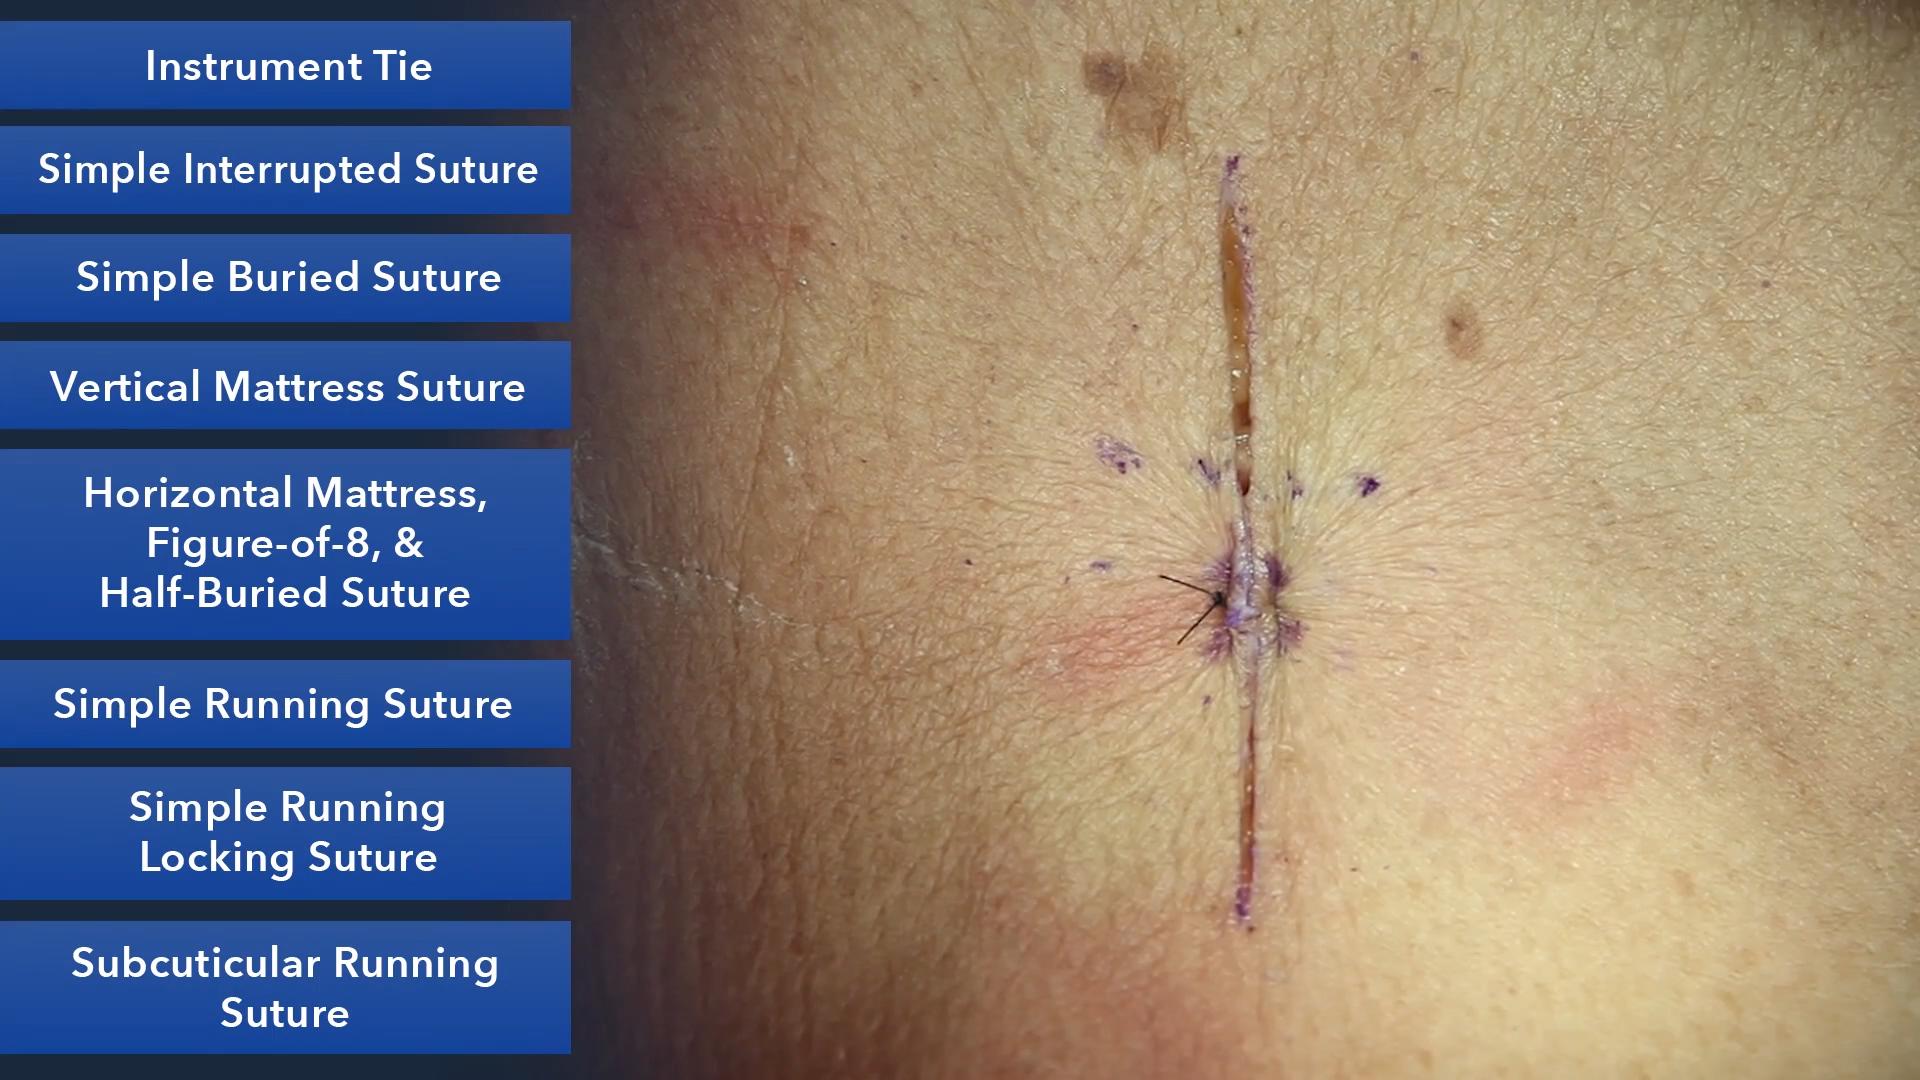 Instrument Tie
Simple Interrupted Suture
Simple Buried Suture
Vertical Mattress Suture
Horizontal Mattress,
Figure-of-8, &
Half-Buried Suture
Simple Running Suture
Simple Running
Locking Suture
Subcuticular Running
Suture